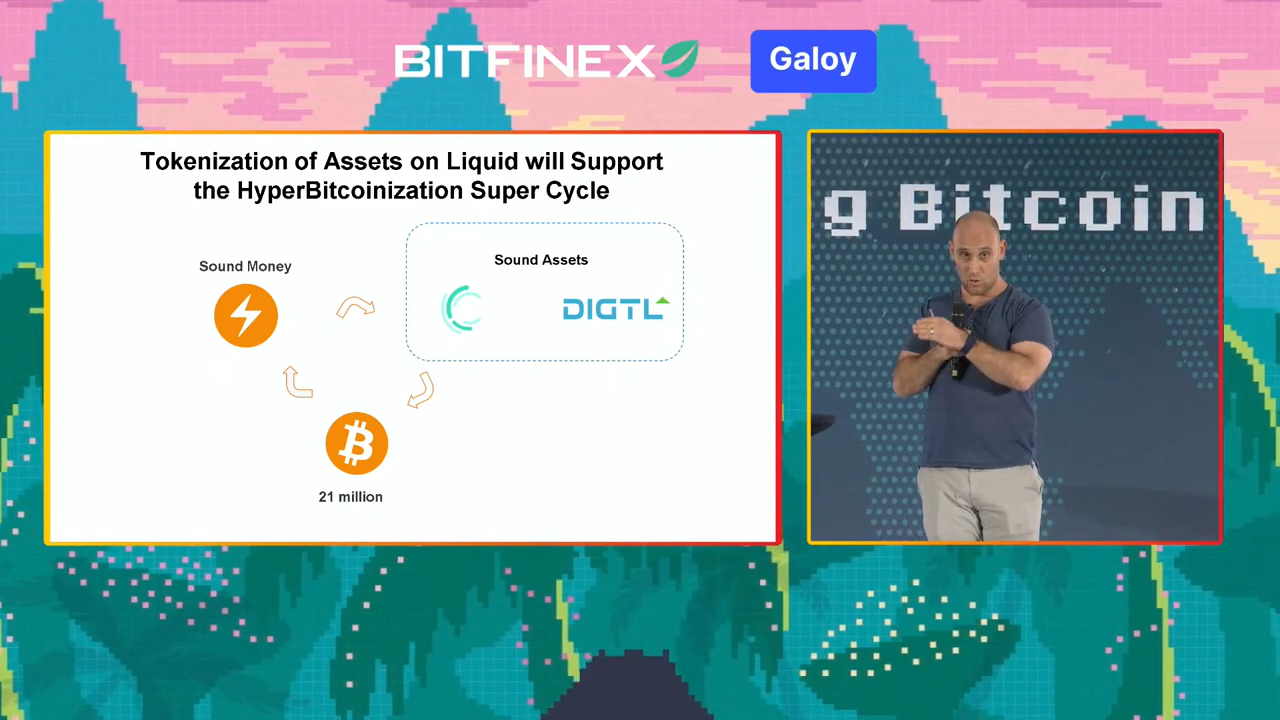 BITFINEX
Galoy
Tokenization of Assets on Liquid will Support
the HyperBitcoinization Super Cycle
Sound Money
Sound Assets
DIGTL
21 million
g Bitcoin